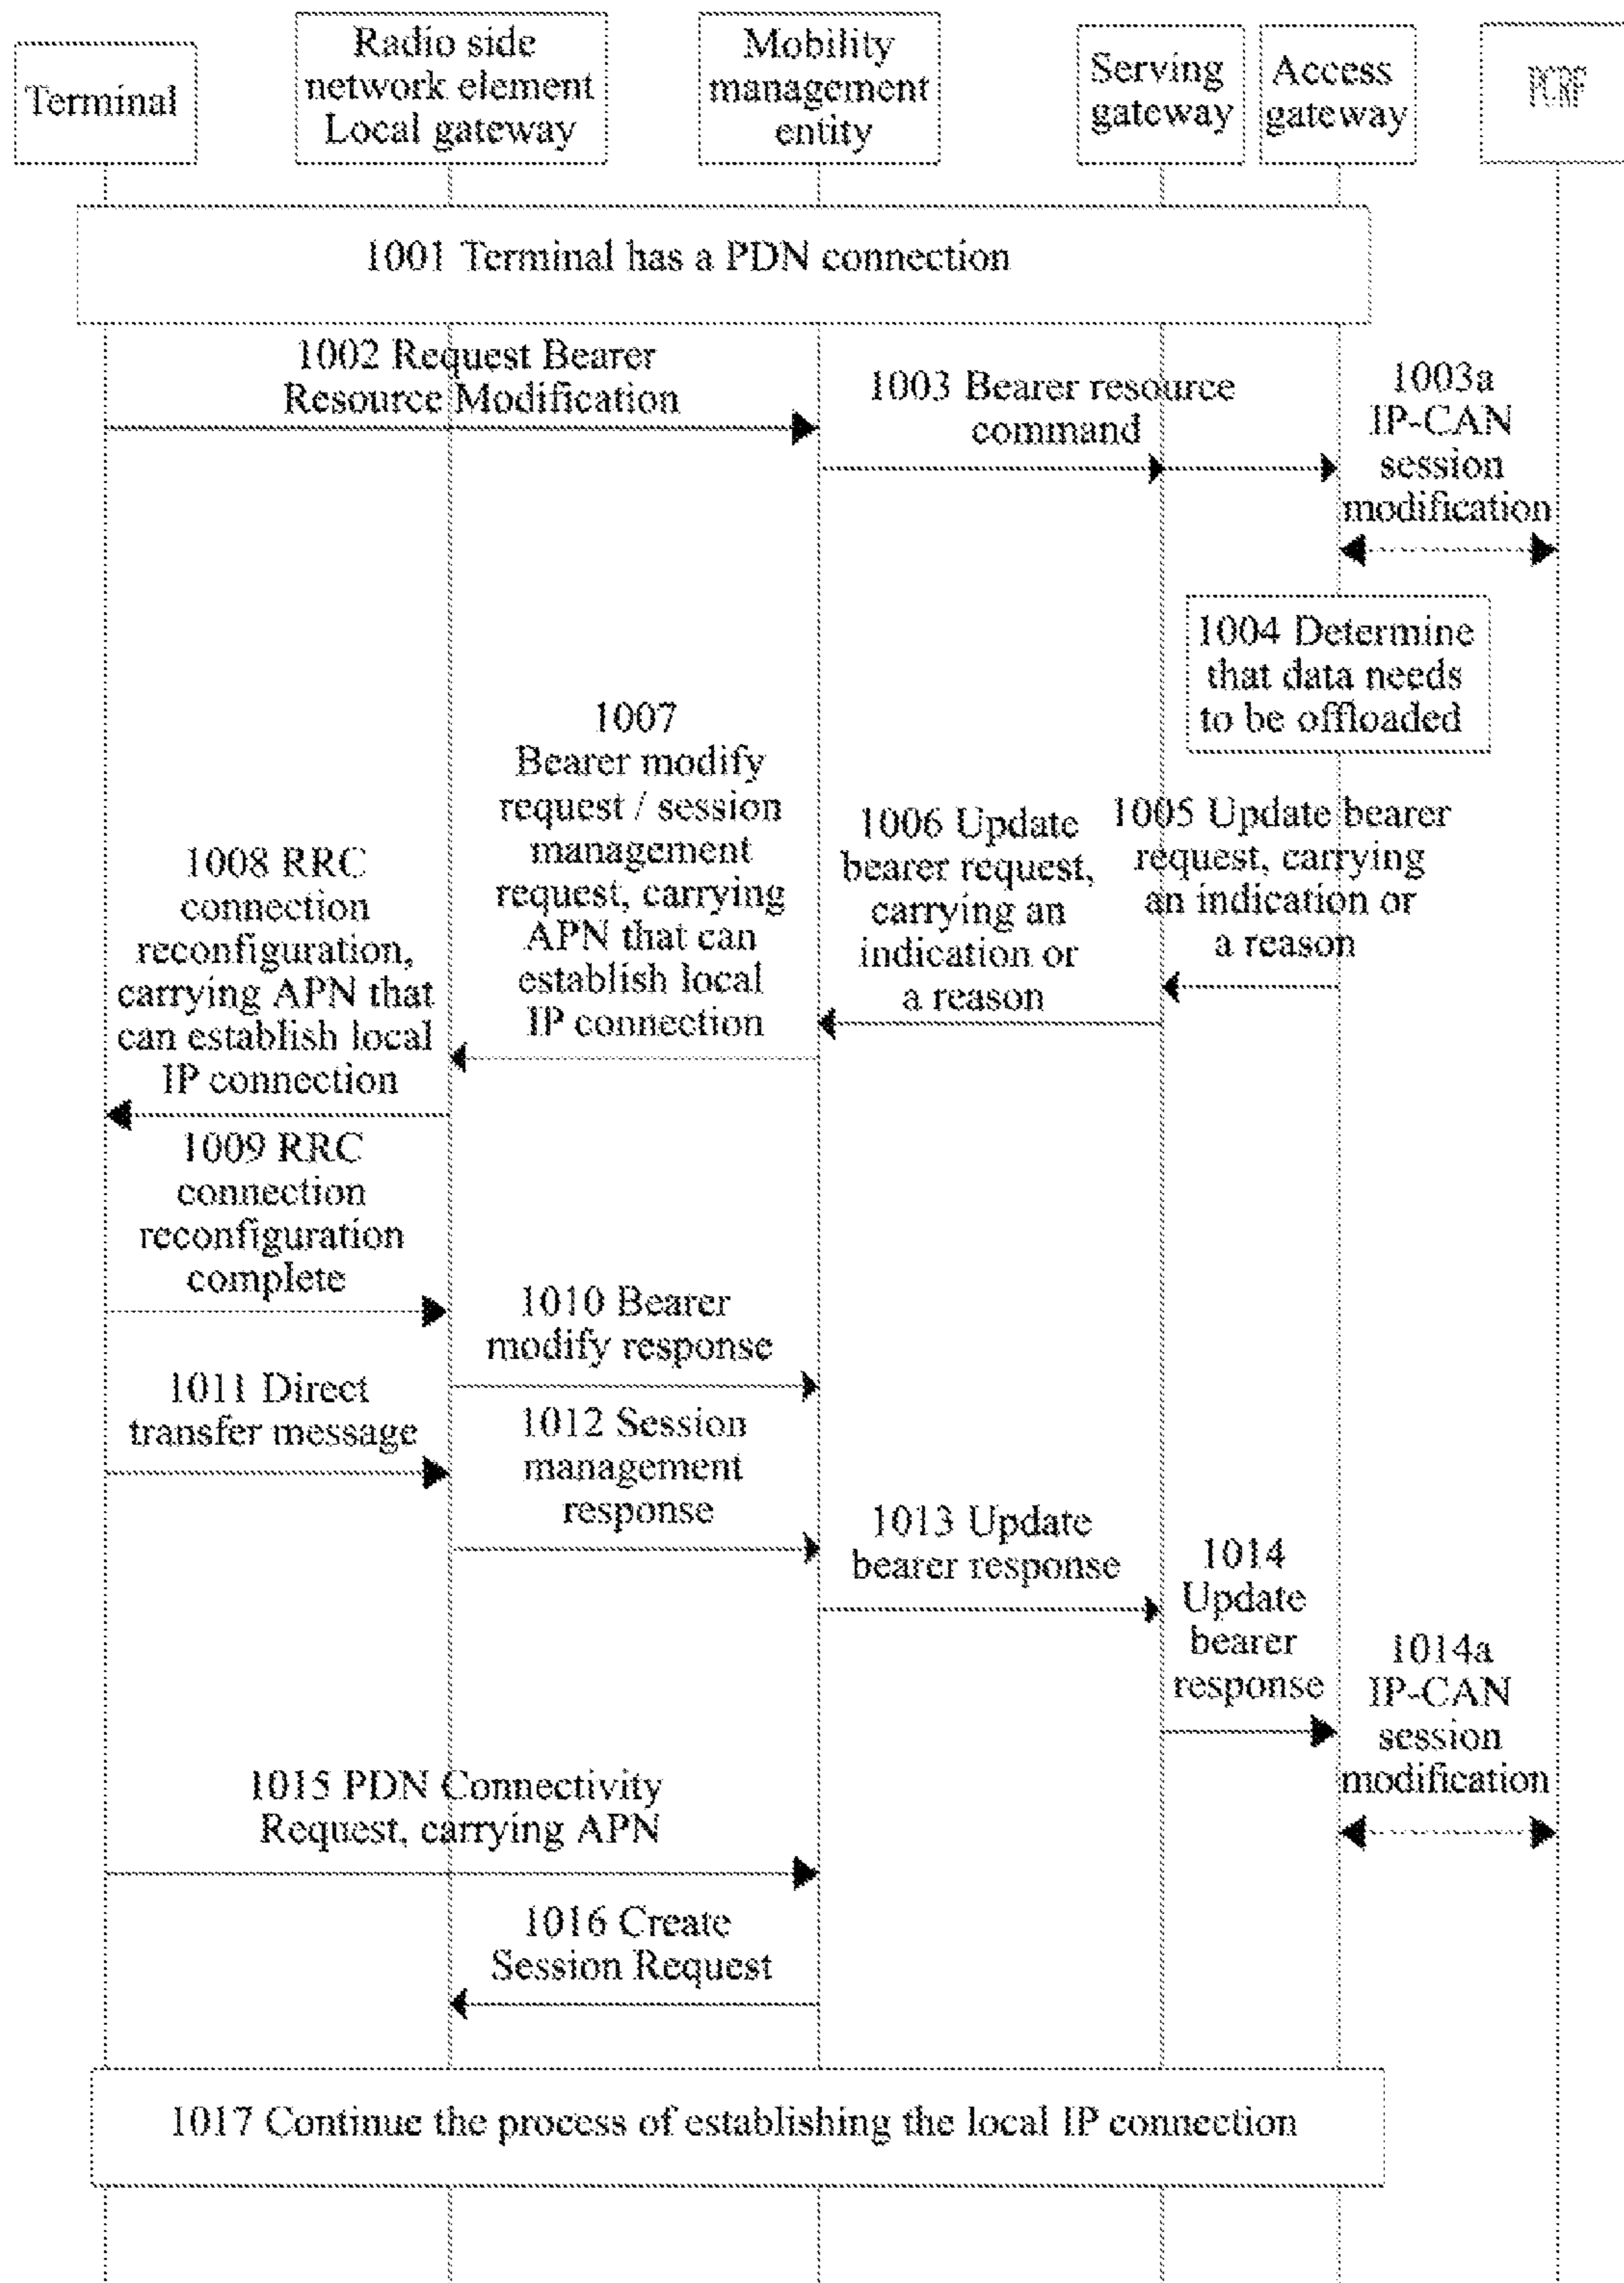 Terminal
Radio side
network element
Local gateway
Mobility
management
entity
Serving
gateway
Access
gateway
PCRF
1001 Terminal has a PDN connection
1002 Request Bearer
Resource Modification
1003 Bearer resource
command
1003a
IP-CAN
session
modification
1004 Determine
that data needs
to be offloaded
1005 Update bearer
request, carrying
an indication or
a reason
1006 Update
bearer request,
carrying an
indication or
a reason
1007
Bearer modify
request / session
management
request, carrying
APN that can
establish local
IP connection
1008 RRC
connection
reconfiguration,
carrying APN that
can establish local
IP connection
1009 RRC
connection
reconfiguration
complete
1010 Bearer
modify response
1011 Direct
transfer message
1012 Session
management
response
1013 Update
bearer response
1014
Update
bearer
response
1014a
IP-CAN
session
modification
1015 PDN Connectivity
Request, carrying APN
1016 Create
Session Request
1017 Continue the process of establishing the local IP connection